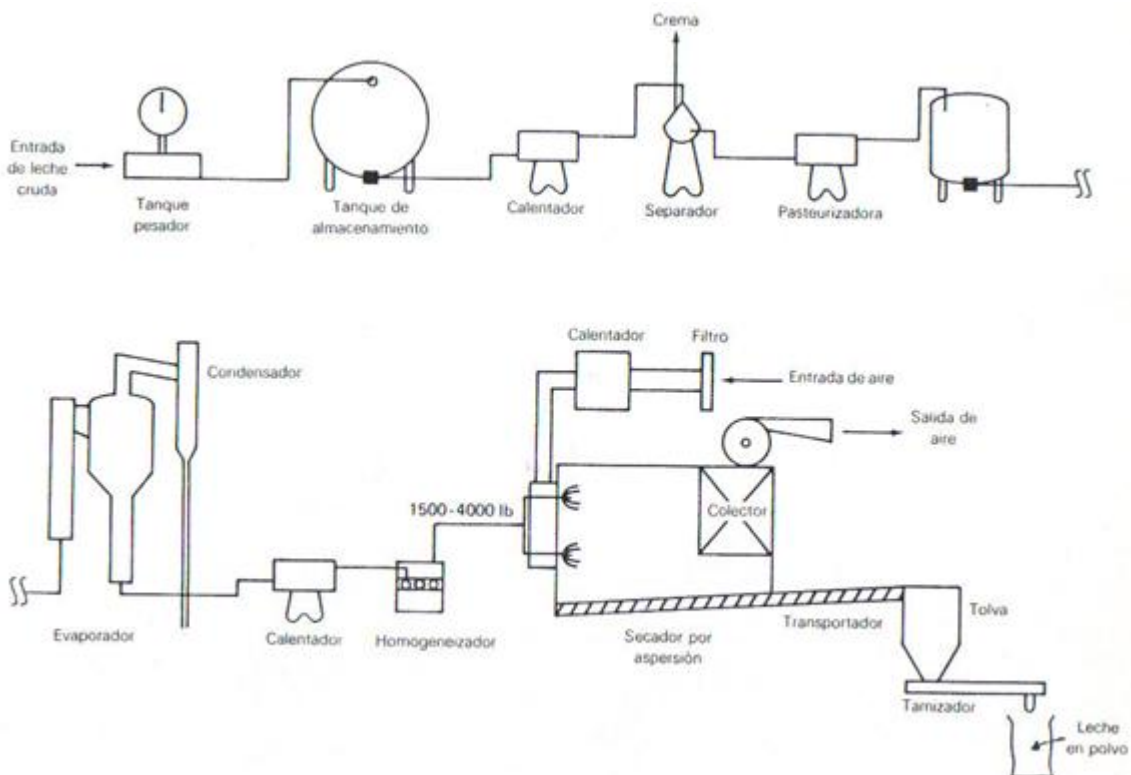 Crema
Entrada
de leche
cruda
Tanque
pesador
Tanque de
almacenamiento
Calentador
Separador
Pasteurizadora
Calentador
Filtro
Condensador
Entrada de aire
Salida de
aire
1500-4000 lb
Colector
Evaporador
Calentador
Homogeneizador
Secador por
aspersión
Transportador
Tolva
Tamizador
Leche
en polvo